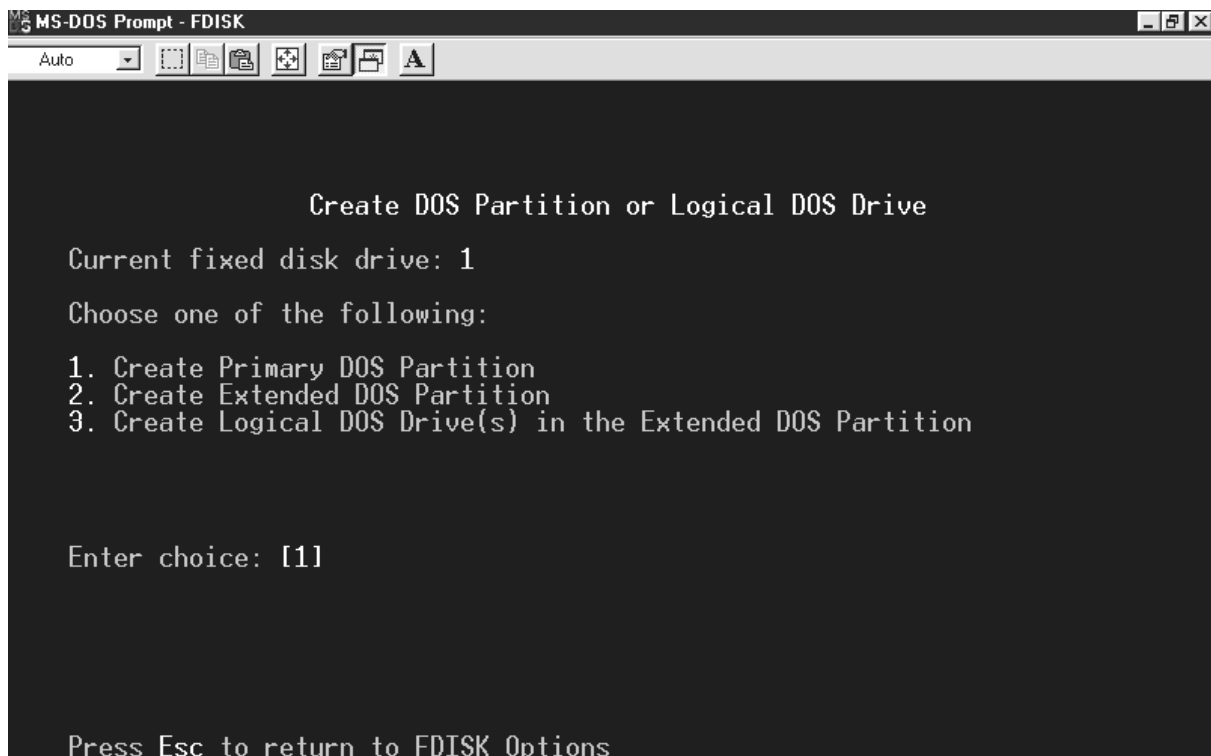 MS-DOS Prompt - FDISK
Auto
A
Create DOS Partition or Logical DOS Drive
Current fixed disk drive: 1
Choose one of the following:
1. Create Primary DOS Partition
2. Create Extended DOS Partition
3. Create Logical DOS Drive(s) in the Extended DOS Partition
Enter choice: [1]
Press Esc to return to FDISK Options